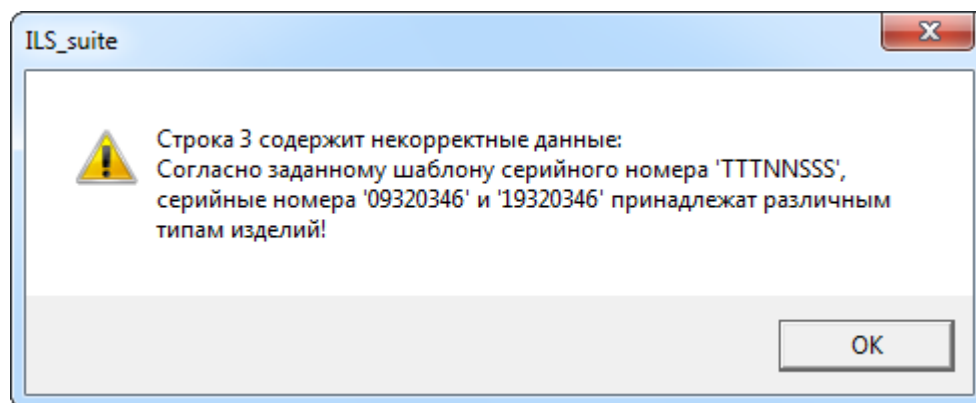 ILS_suite
Строка 3 содержит некорректные данные:
Согласно заданному шаблону серийного номера 'TTTNNSSS',
серийные номера '09320346' и '19320346' принадлежат различным
типам изделий!
OK